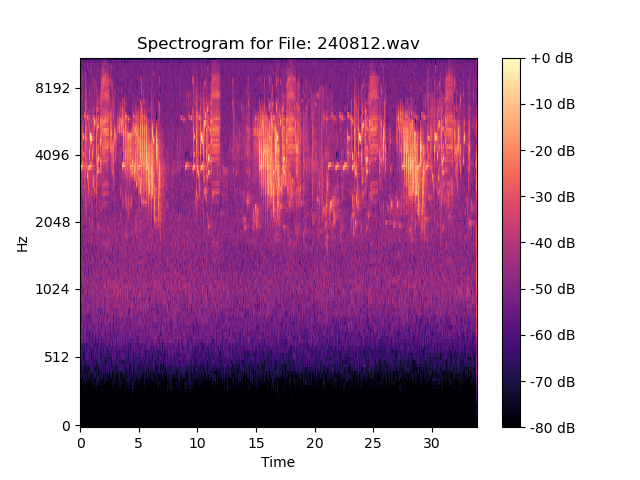 Spectrogram for File: 240812.wav
8192
4096
2048
1024
512
0
Hz
0 5 10 15 20 25 30
Time
+0 dB
-10 dB
-20 dB
-30 dB
-40 dB
-50 dB
-60 dB
-70 dB
-80 dB